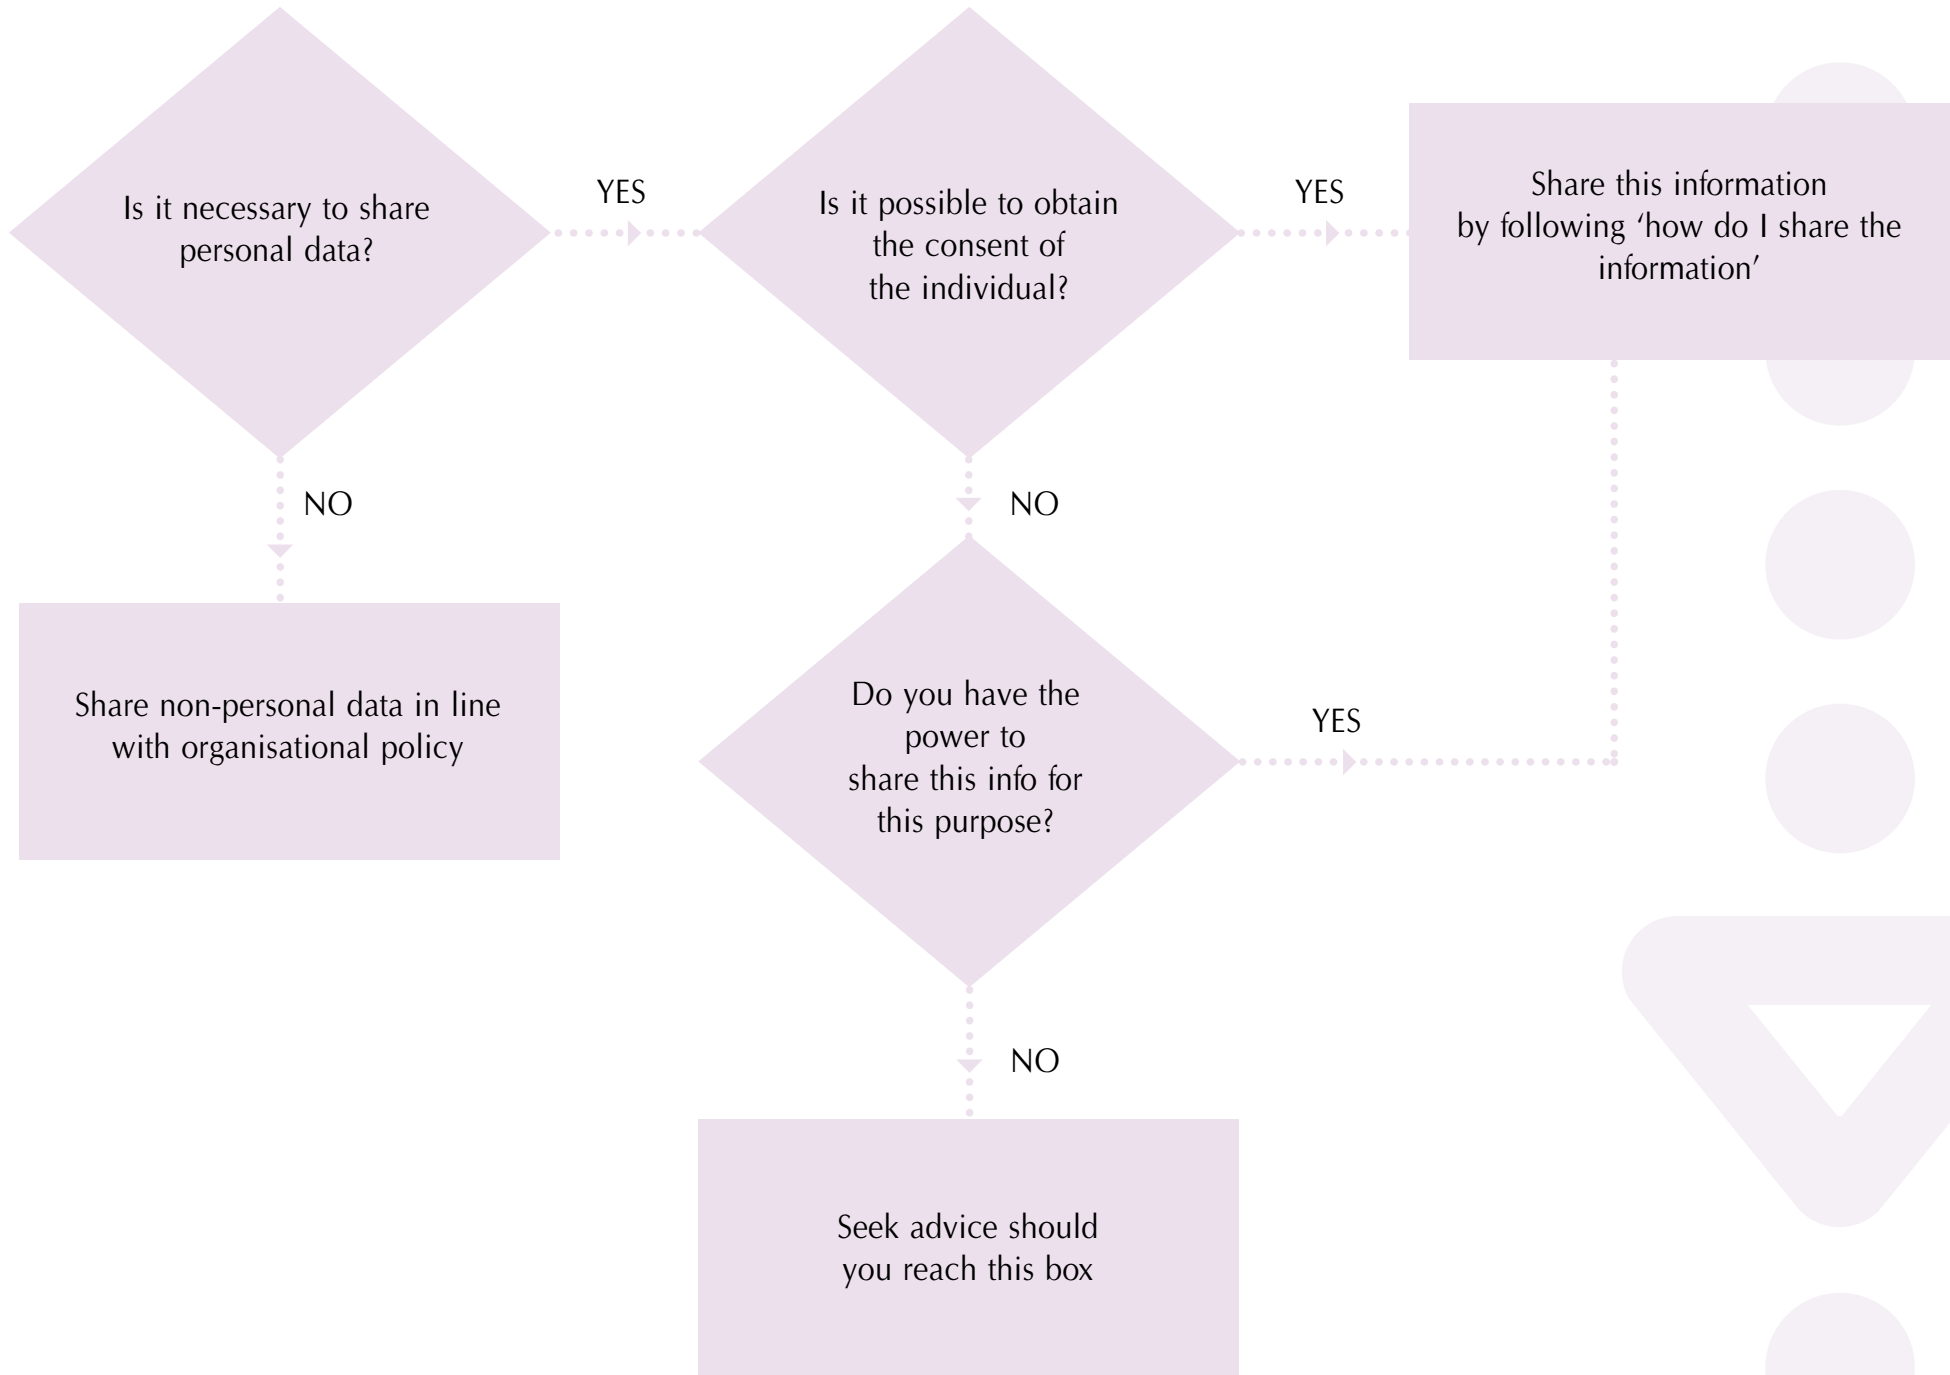 Is it necessary to share
personal data?
YES
Is it possible to obtain
the consent of
the individual?
YES
Share this information
by following ‘how do I share the
information’
NO
NO
Share non-personal data in line
with organisational policy
Do you have the
power to
share this info for
this purpose?
YES
NO
Seek advice should
you reach this box